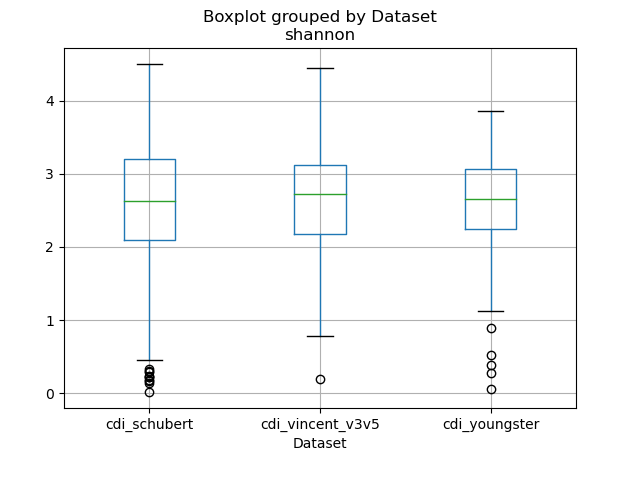 Boxplot grouped by Dataset
shannon
4
3
2
1
0
cdi_schubert
cdi_vincent_v3v5
cdi_youngster
Dataset